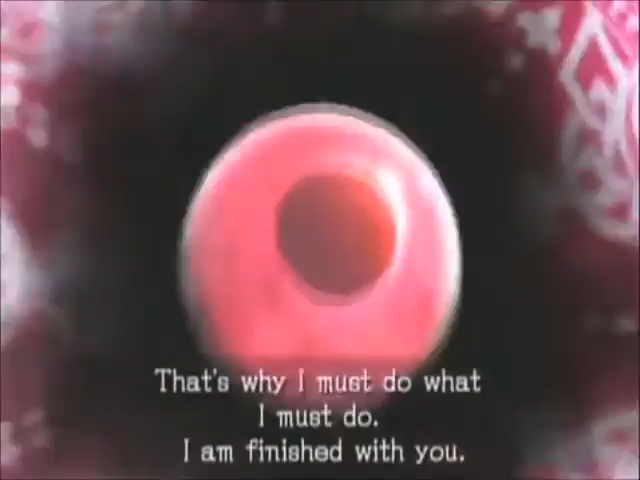 That's why I must do what
I must do.
I am finished with you.